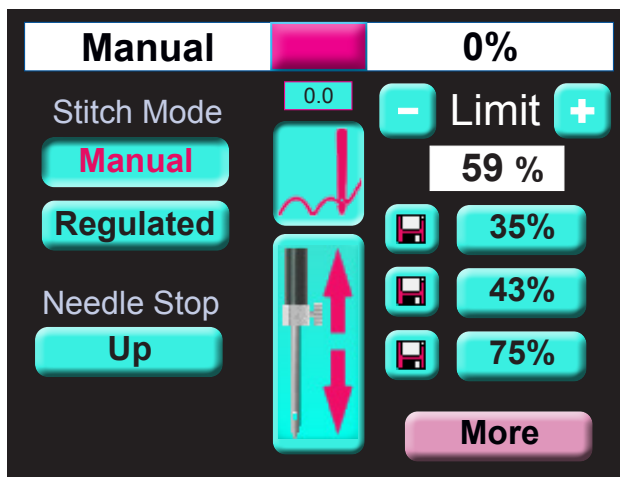 Manual 0%
0.0
Stitch Mode
- Limit +
Manual
59 %
Regulated
35%
43%
Needle Stop
Up
75%
More